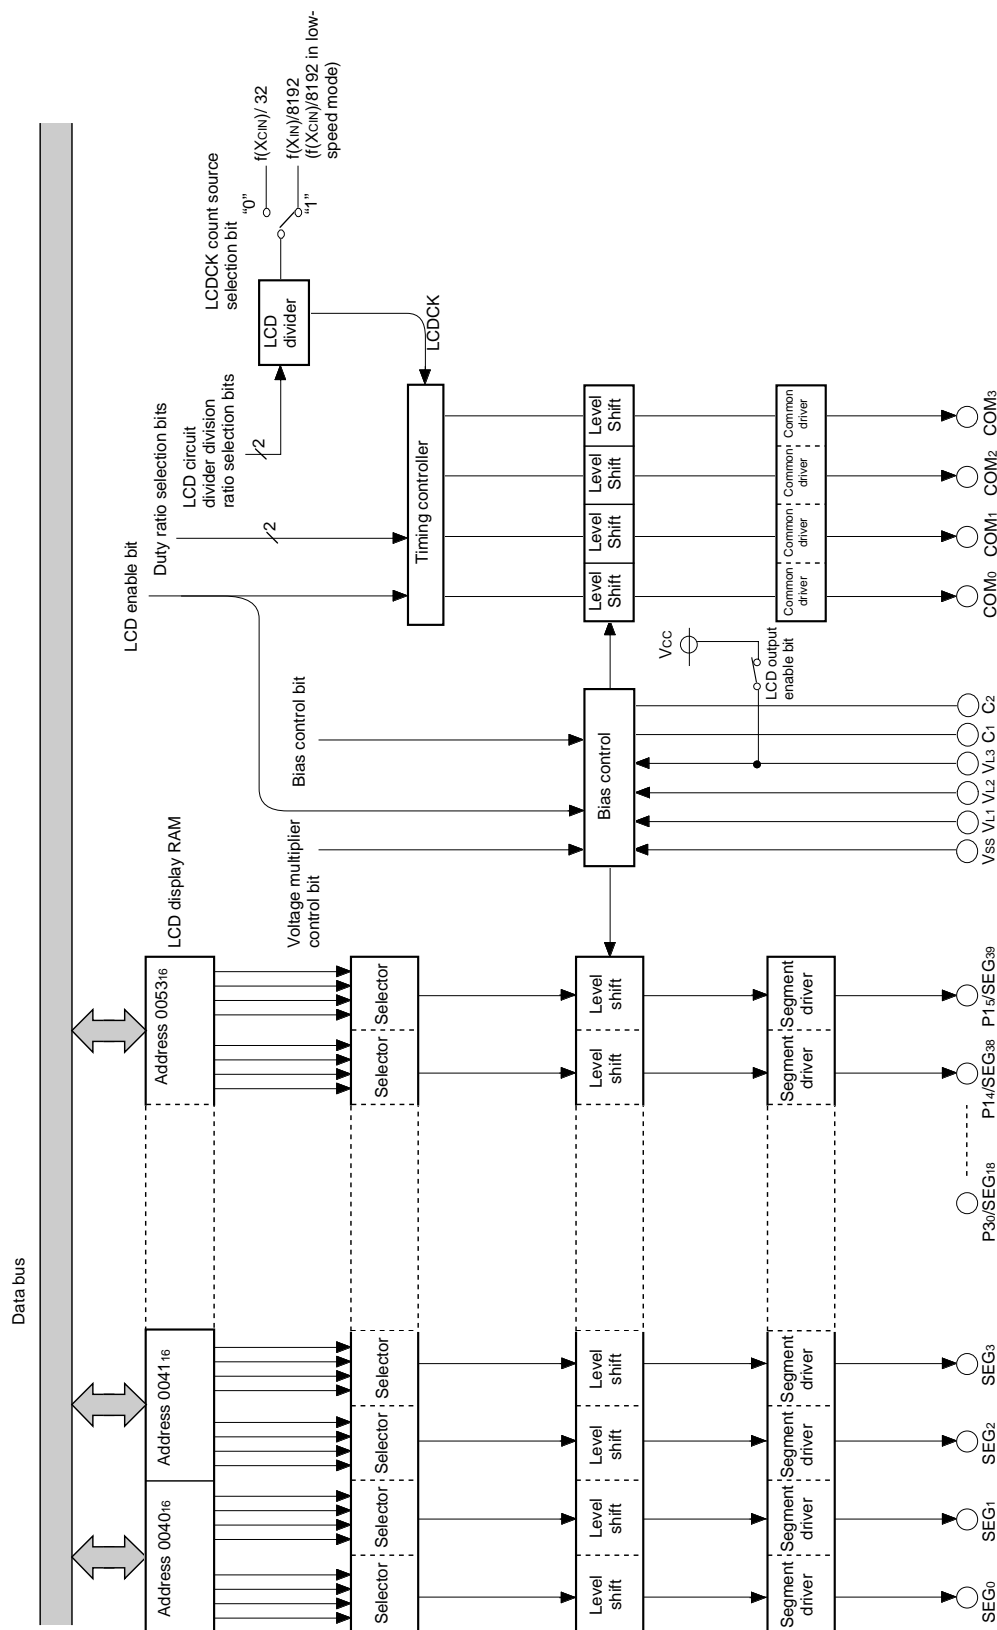 Data bus
Address 004016
Address 004116
Address 005316
LCD display RAM
LCD enable bit
Duty ratio selection bits
LCD circuit
divider division
ratio selection bits
2
2
LCDCK count source
selection bit
"0"
"1"
f(XCIN)/ 32
f(XIN)/8192
(f(XCIN)/8192 in low-
speed mode)
LCD
divider
LCDCK
Voltage multiplier
control bit
Bias control bit
Timing controller
Selector
Selector
Selector
Selector
Selector
Selector
Level
shift
Level
shift
Level
shift
Level
shift
Level
shift
Level
shift
Bias control
Level
Shift
Level
Shift
Level
Shift
Level
Shift
Vcc
LCD output
enable bit
Segment
driver
Segment
driver
Segment
driver
Segment
driver
Segment
driver
Segment
driver
Common
driver
Common
driver
Common
driver
Common
driver
SEG0
SEG1
SEG2
SEG3
P30/SEG18
P14/SEG38
P15/SEG39
VSS
VL1
VL2
VL3
C1
C2
COM0
COM1
COM2
COM3